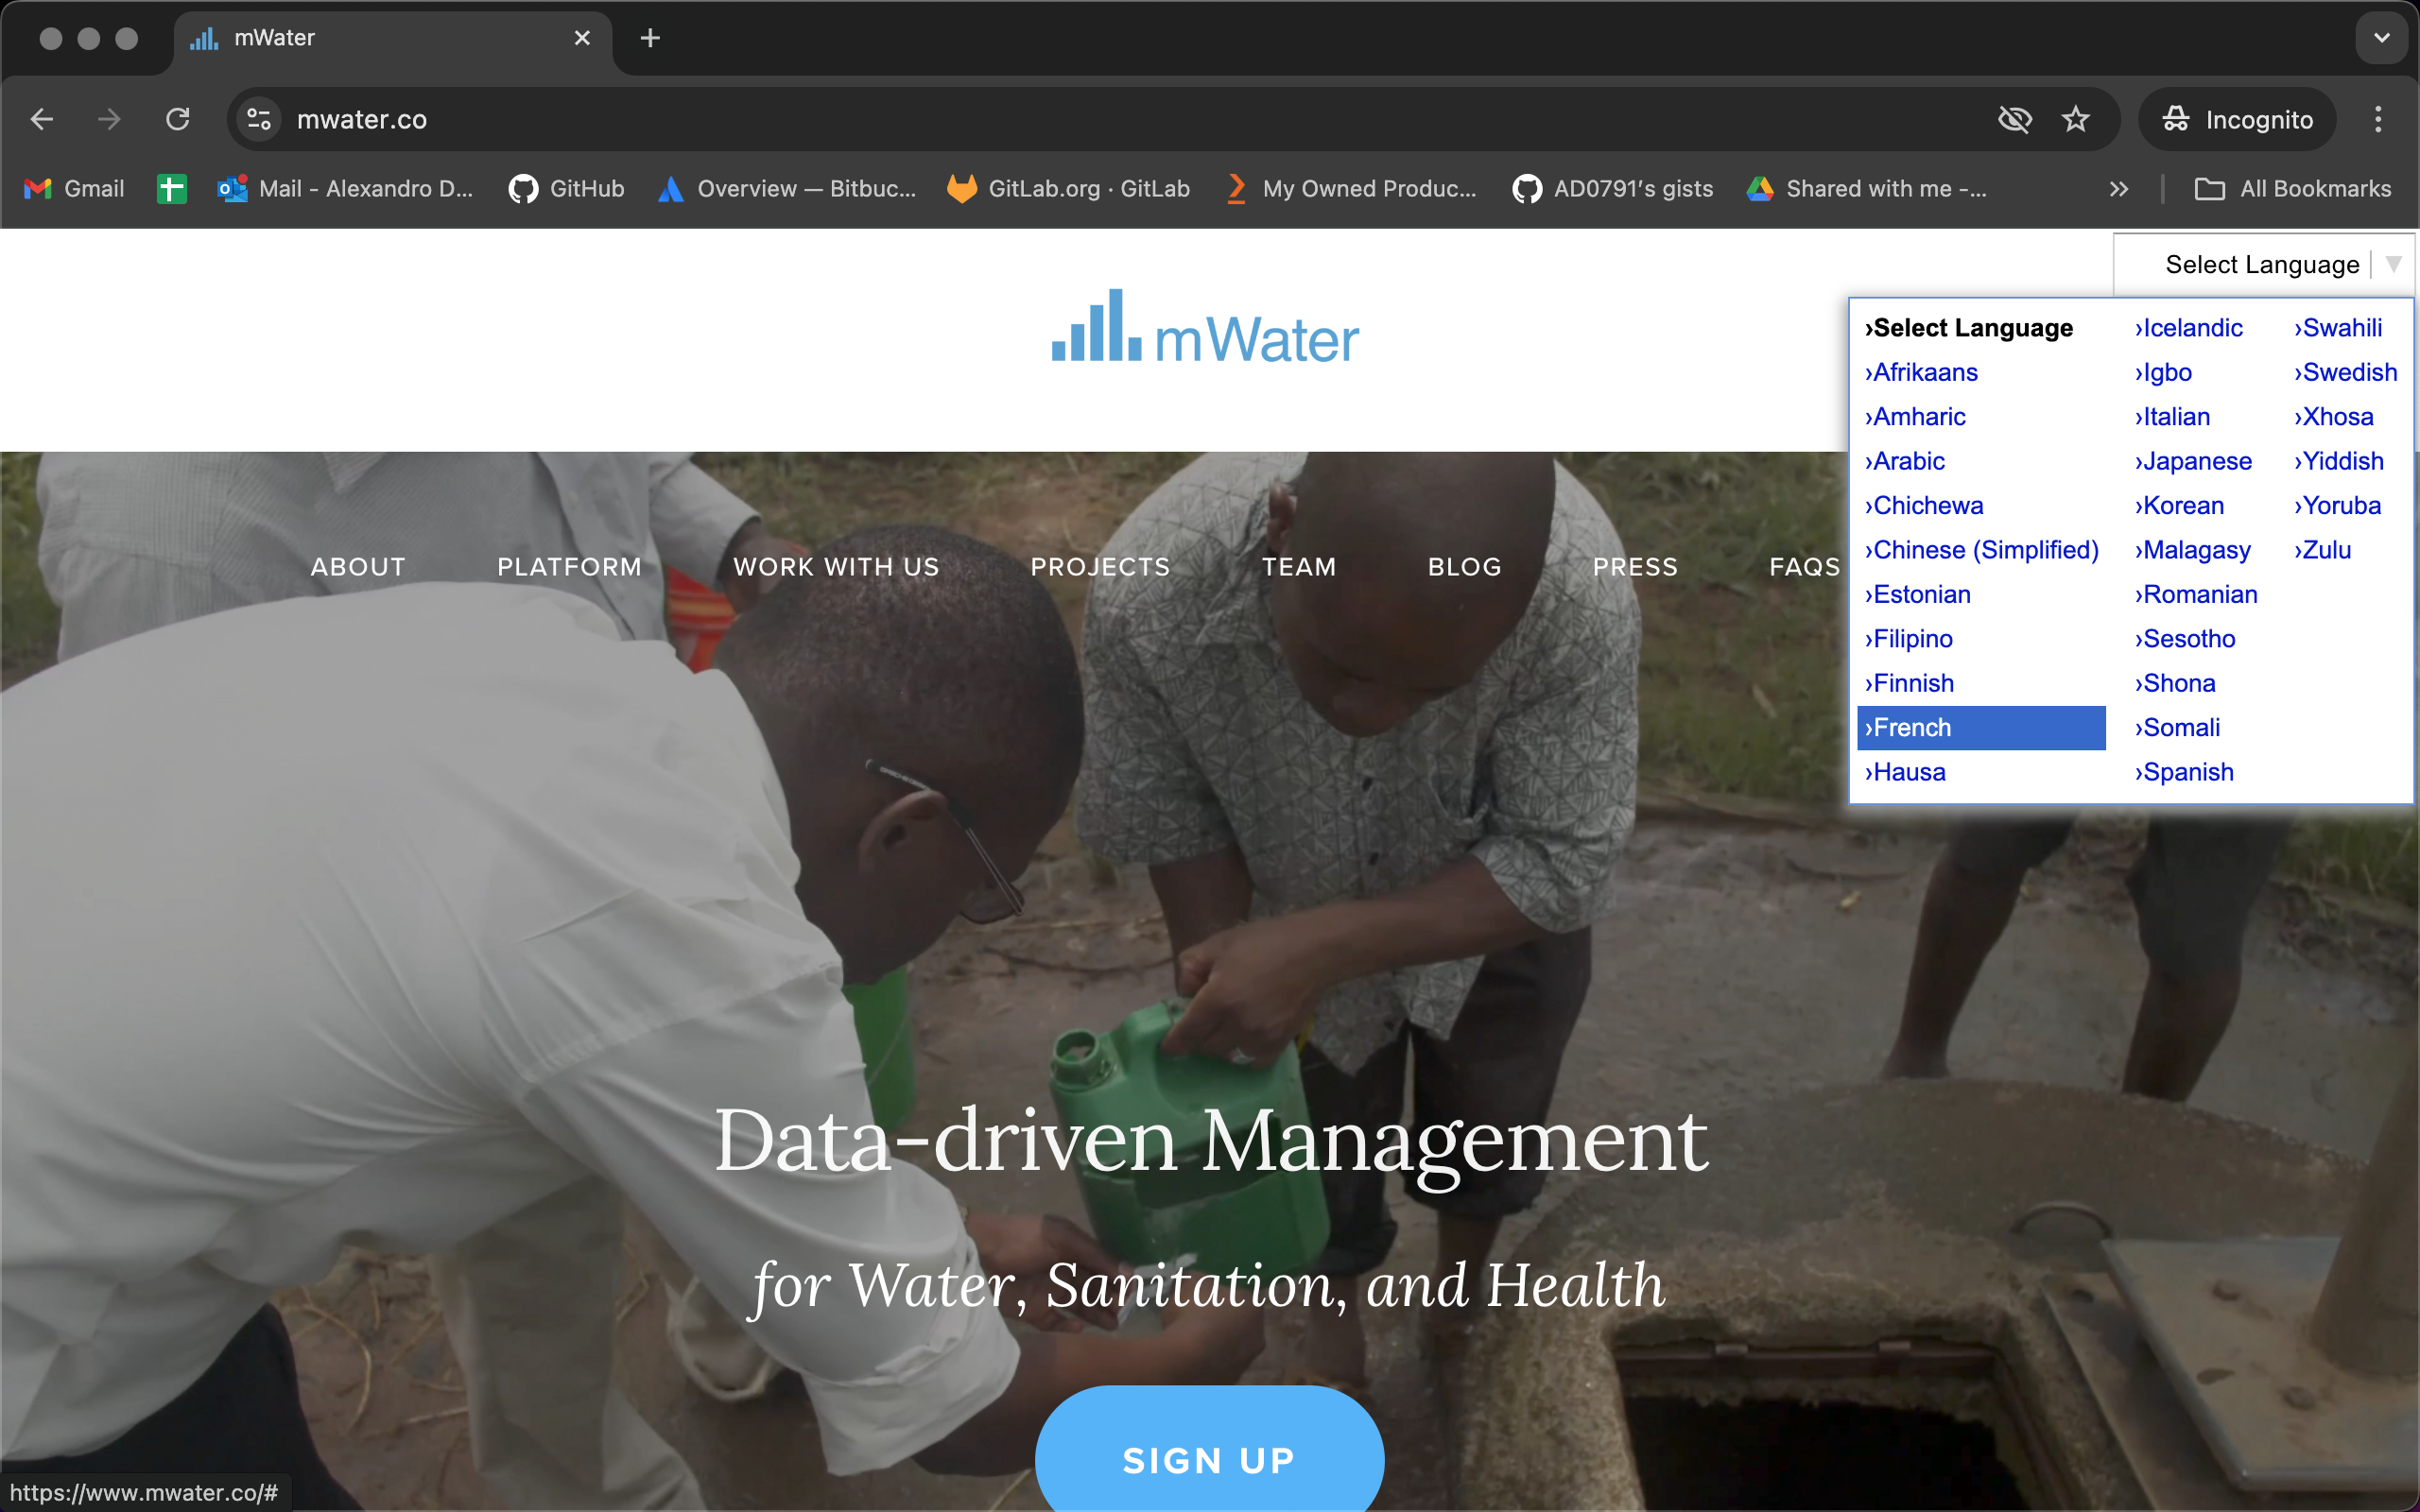 mWater
mwater.co
Incognito
Gmail
Mail - Alexandro D...
GitHub
Overview — Bitbuc...
GitLab.org · GitLab
My Owned Produc...
AD0791's gists
Shared with me -...
All Bookmarks
Select Language
mWater
›Select Language
›Afrikaans
›Amharic
›Arabic
›Chichewa
›Chinese (Simplified)
›Estonian
›Filipino
›Finnish
›French
›Hausa
›Icelandic
›Igbo
›Italian
›Japanese
›Korean
›Malagasy
›Romanian
›Sesotho
›Shona
›Somali
›Spanish
›Swahili
›Swedish
›Xhosa
›Yiddish
›Yoruba
›Zulu
ABOUT PLATFORM WORK WITH US PROJECTS TEAM BLOG PRESS FAQS
Data-driven Management
for Water, Sanitation, and Health
SIGN UP
https://www.mwater.co/#